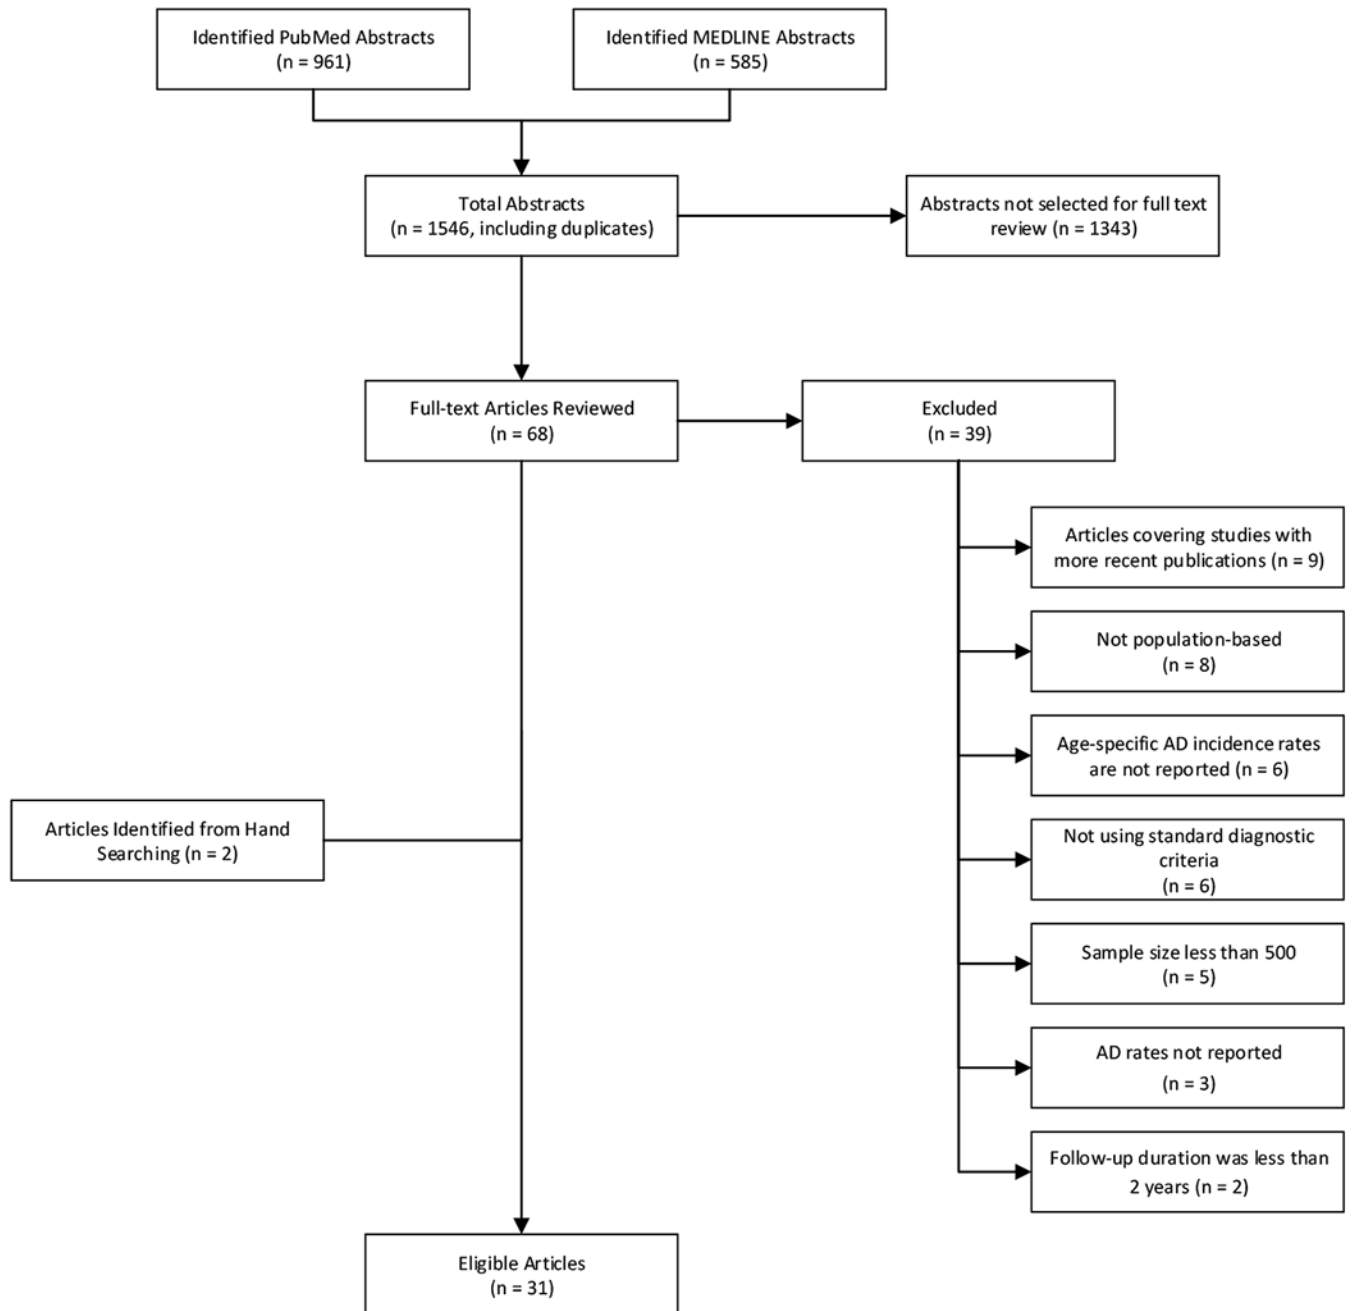 Identified PubMed Abstracts
(n = 961)
Identified MEDLINE Abstracts
(n = 585)
Total Abstracts
(n = 1546, including duplicates)
Abstracts not selected for full text
review (n = 1343)
Full-text Articles Reviewed
(n = 68)
Excluded
(n = 39)
Articles covering studies with
more recent publications (n = 9)
Not population-based
(n = 8)
Age-specific AD incidence rates
are not reported (n = 6)
Articles Identified from Hand
Searching (n = 2)
Not using standard diagnostic
criteria
(n = 6)
Sample size less than 500
(n = 5)
AD rates not reported
(n = 3)
Follow-up duration was less than
2 years (n = 2)
Eligible Articles
(n = 31)